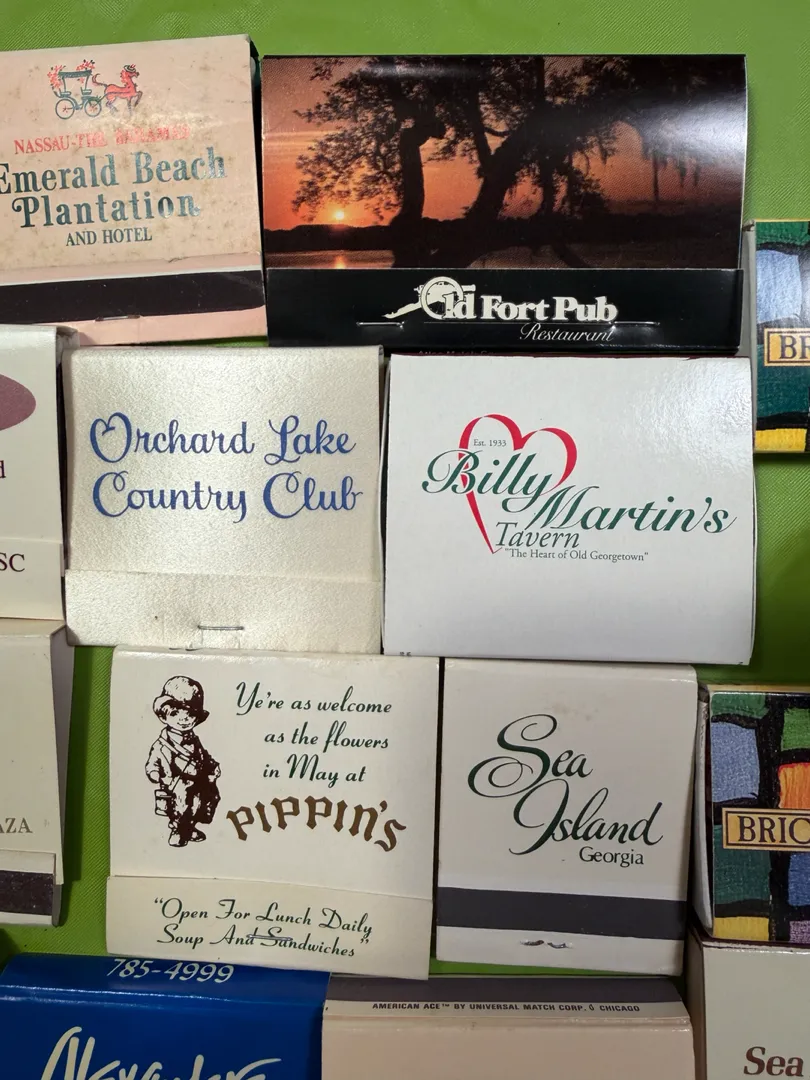 NASSAU-THE BAHAMAS
Emerald Beach
Plantation
AND HOTEL
Old Fort Pub
Restaurant
BR
d
SC
Orchard Lake
Country Club
Est. 1933
Billy
Martin's
Tavern
"The Heart of Old Georgetown"
AZA
Ye're as welcome
as the flowers
in May at
PIPPIN'S
"Open For Lunch Daily
Soup And Sandwiches"
Sea
Island
Georgia
BRIC
785-4999
AMERICAN ACE™ BY UNIVERSAL MATCH CORP. CHICAGO
Sea